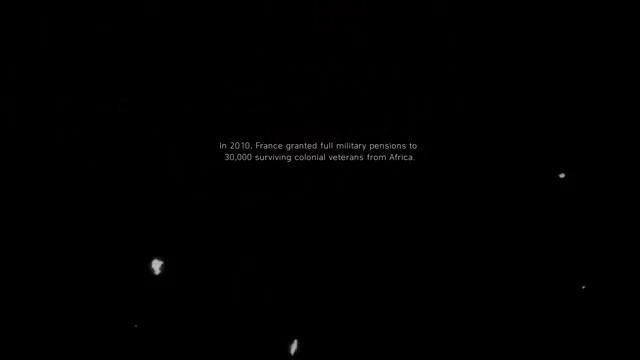 In 2010, France granted full military pensions to
30,000 surviving colonial veterans from Africa.